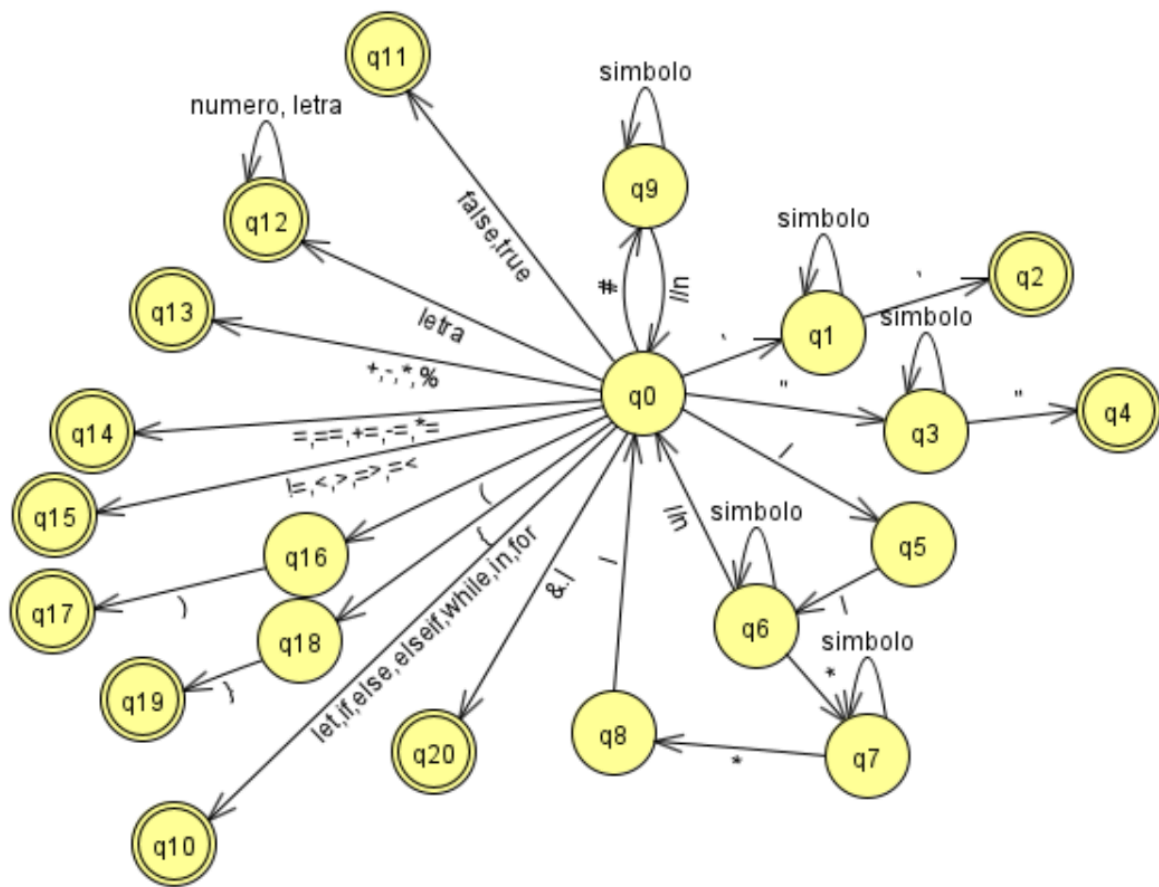 q11
simbolo
numero, letra
q9
q12
false,true
simbolo
q2
'
q13
letra
#
//n
'
q1
simbolo
+,-,*,%
q0
"
q3
"
q4
q14
=,==,+=,-=,*=
/
q15
!=,<,>,=>,=<
(
//n
simbolo
q5
q16
{
&,|
/
q17
)
/
q6
q18
simbolo
*
q19
}
let,if,else,elseif,while,in,for
q20
q8
*
q7
q10